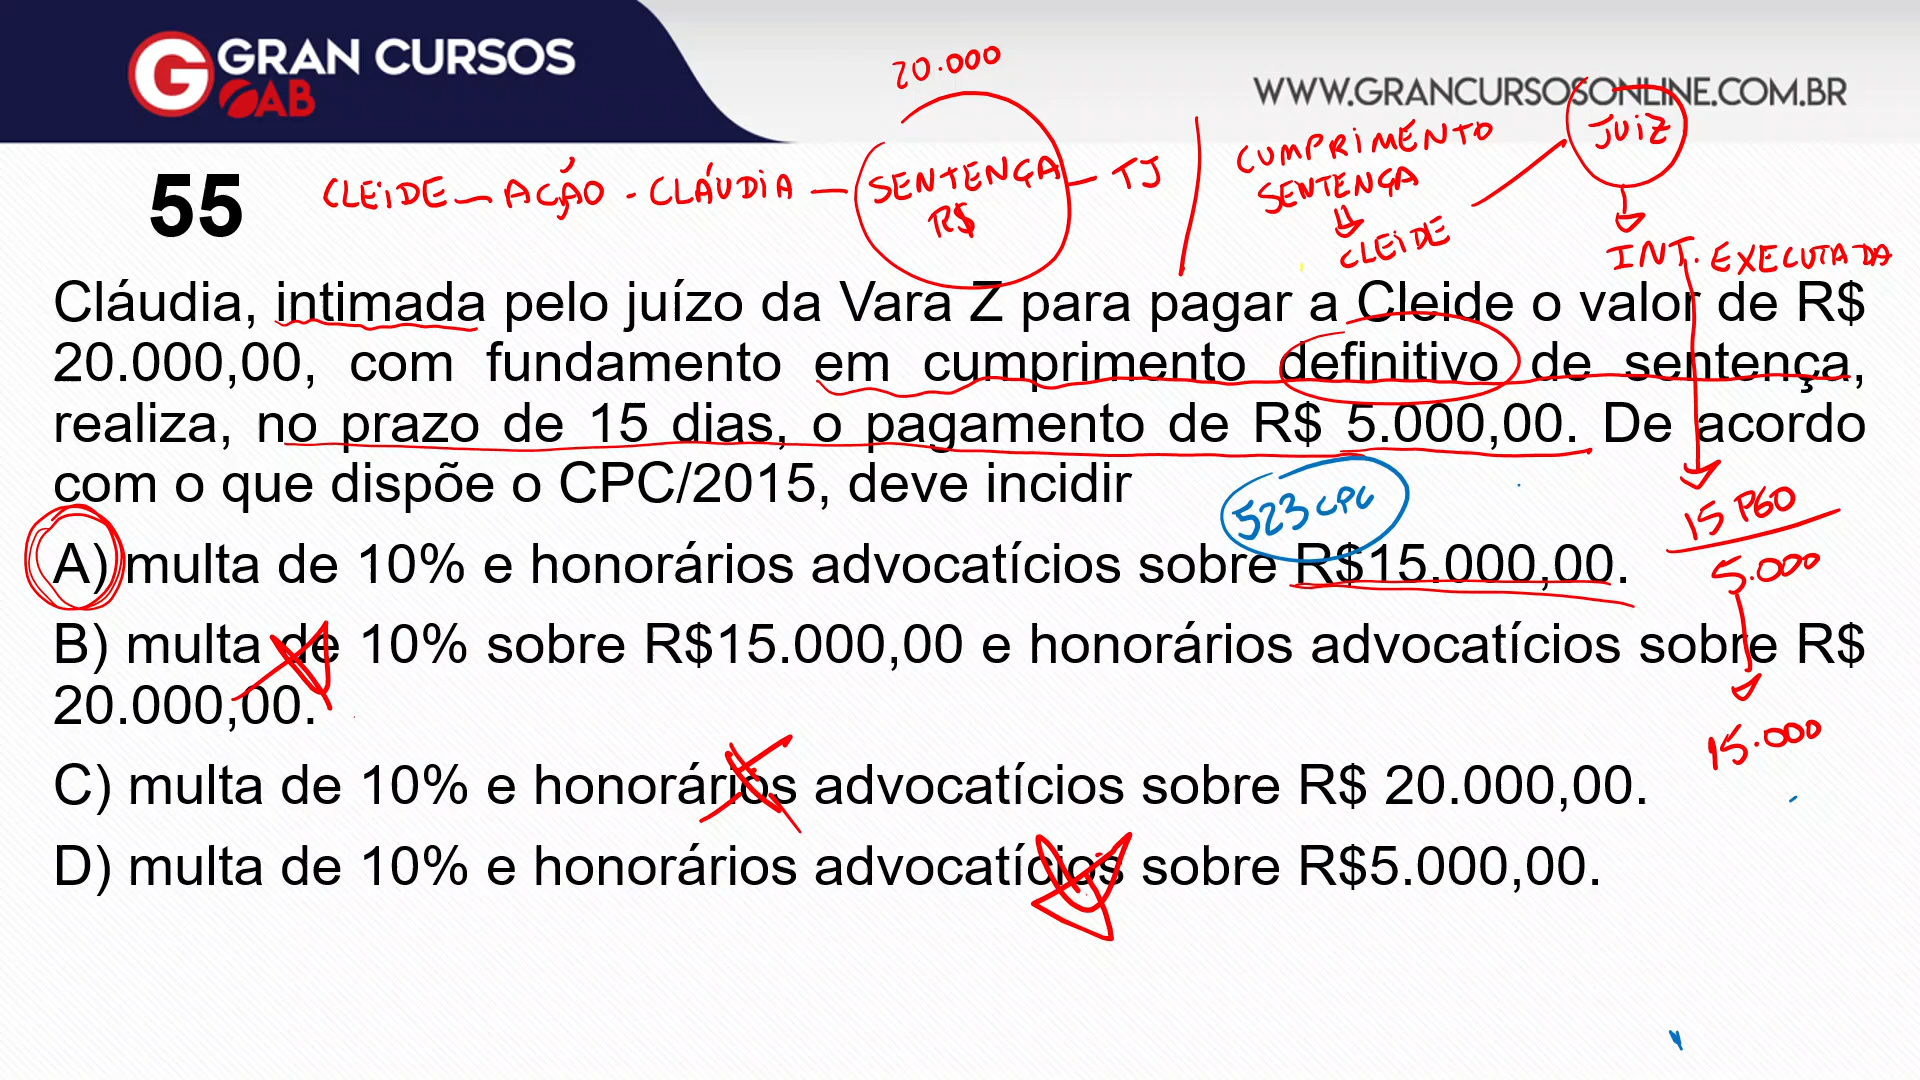 GRAN CURSOS
OAB
WWW.GRANCURSOSONLINE.COM.BR
20.000
CLEIDE - AÇÃO - CLÁUDIA - SENTENÇA - TJ
R$
CUMPRIMENTO
SENTENÇA
CLEIDE
JUIZ
INT. EXECUTADA
55
Cláudia, intimada pelo juízo da Vara Z para pagar a Cleide o valor de R$
20.000,00, com fundamento em cumprimento definitivo de sentença,
realiza, no prazo de 15 dias, o pagamento de R$ 5.000,00. De acordo
com o que dispõe o CPC/2015, deve incidir
523 CPC
15 PGO
5.000
15.000
A) multa de 10% e honorários advocatícios sobre R$15.000,00.
B) multa de 10% sobre R$15.000,00 e honorários advocatícios sobre R$
20.000,00.
C) multa de 10% e honorários advocatícios sobre R$ 20.000,00.
D) multa de 10% e honorários advocatícios sobre R$5.000,00.